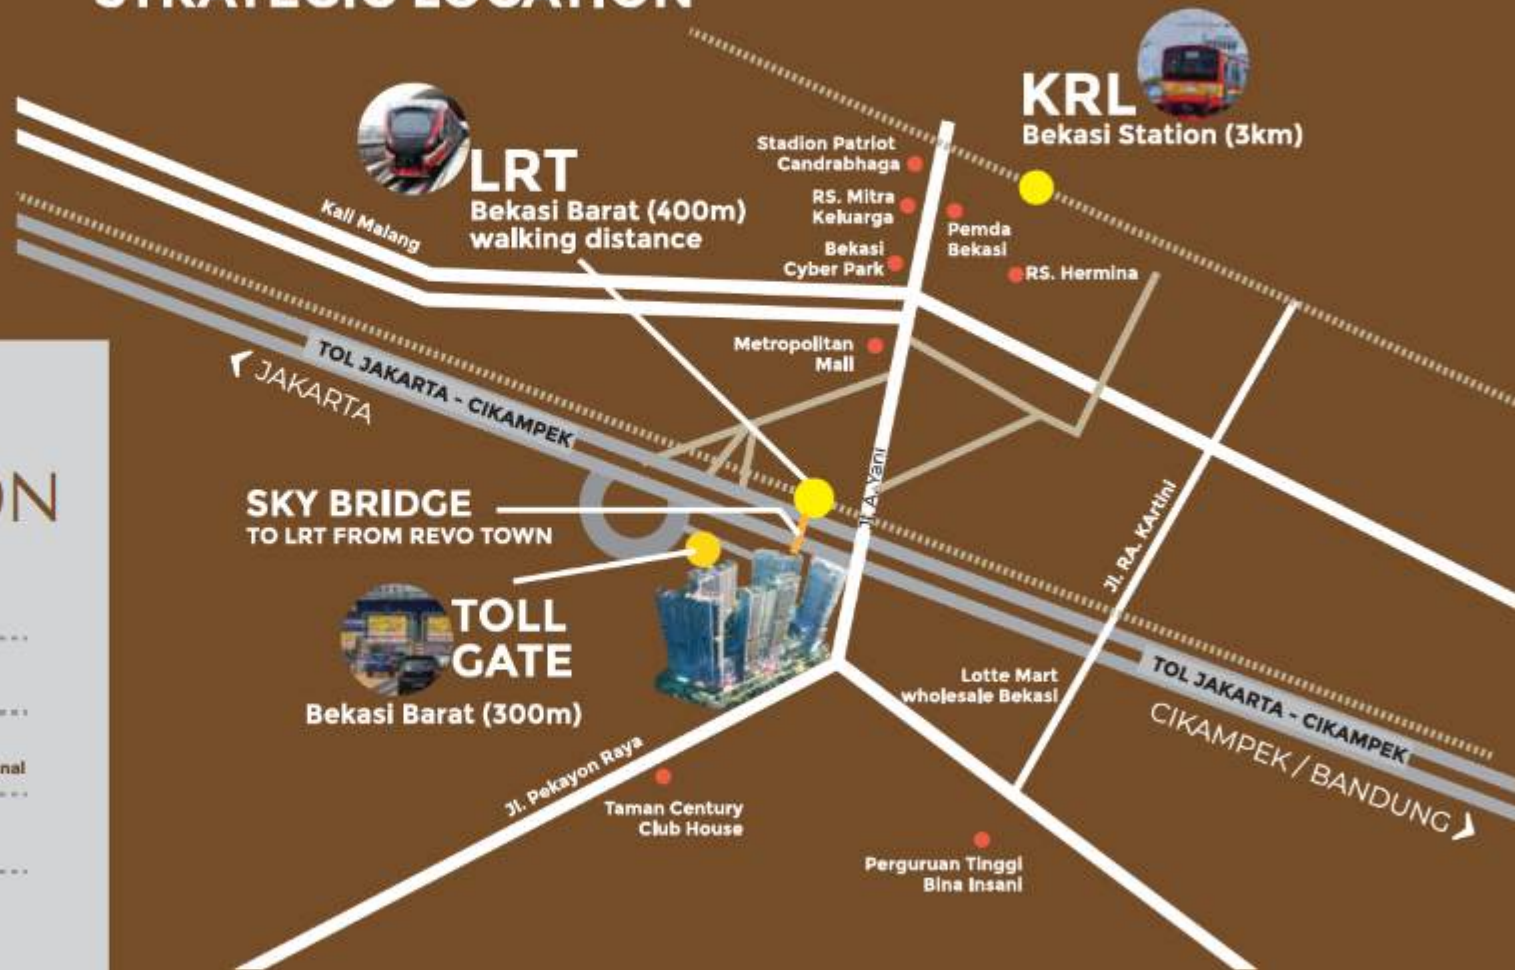 STRATEGIC LOCATION
KRL
Bekasi Station (3km)
LRT
Bekasi Barat (400m)
walking distance
Stadion Patriot
Candrabhaga
RS. Mitra
Keluarga
Bekasi
Cyber Park
Pemda
Bekasi
RS. Hermina
Kali Malang
Metropolitan
Mall
TOL JAKARTA - CIKAMPEK
JAKARTA
ON
SKY BRIDGE
TO LRT FROM REVO TOWN
Jl. A. Yani
Jl. RA. KArtini
TOLL
GATE
Bekasi Barat (300m)
Lotte Mart
wholesale Bekasi
TOL JAKARTA - CIKAMPEK
CIKAMPEK / BANDUNG
nal
Jl. Pekayon Raya
Taman Century
Club House
Perguruan Tinggi
Bina Insani